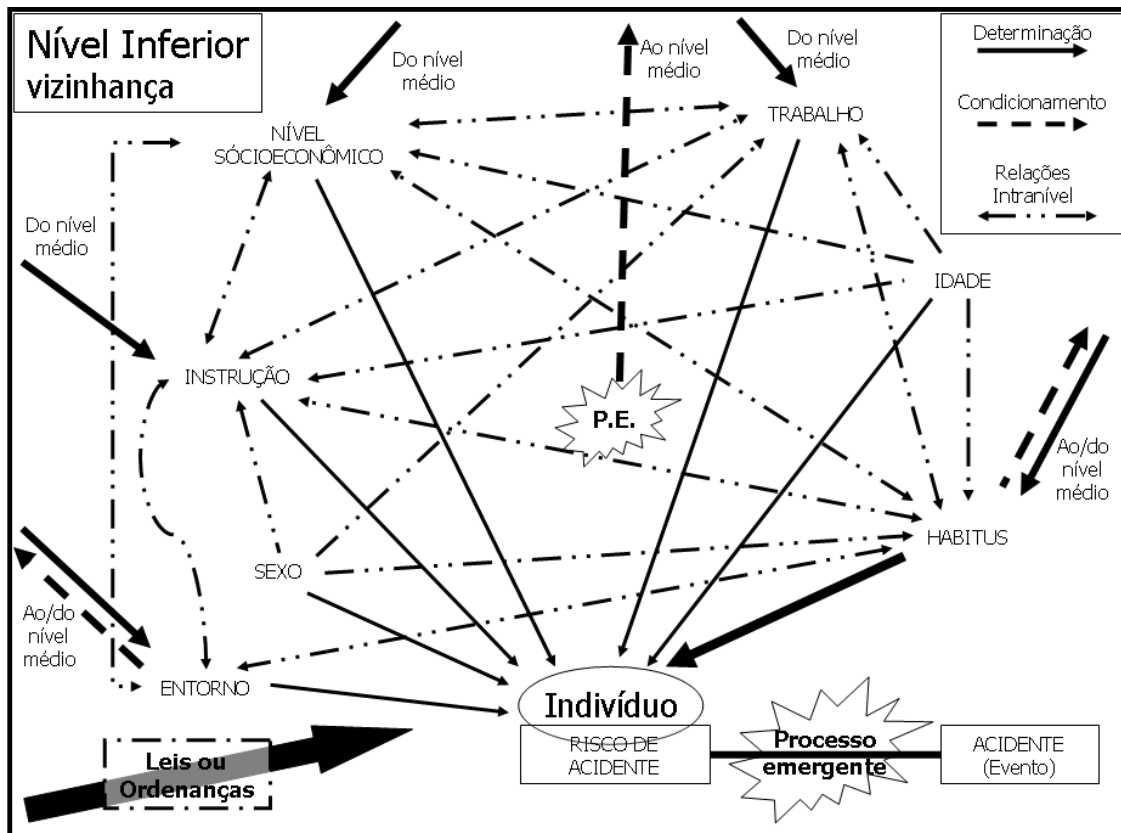 Nível Inferior
vizinhança
Do nível
médio
Ao nível
médio
Do nível
médio
Determinação
Condicionamento
Relações
Intranível
NÍVEL
SÓCIOECONÔMICO
TRABALHO
Do nível
médio
IDADE
INSTRUÇÃO
P.E.
Ao/do
nível
médio
HABITUS
SEXO
Ao/do
nível
médio
ENTORNO
Indivíduo
RISCO DE
ACIDENTE
Processo
emergente
ACIDENTE
(Evento)
Leis ou
Ordenanças